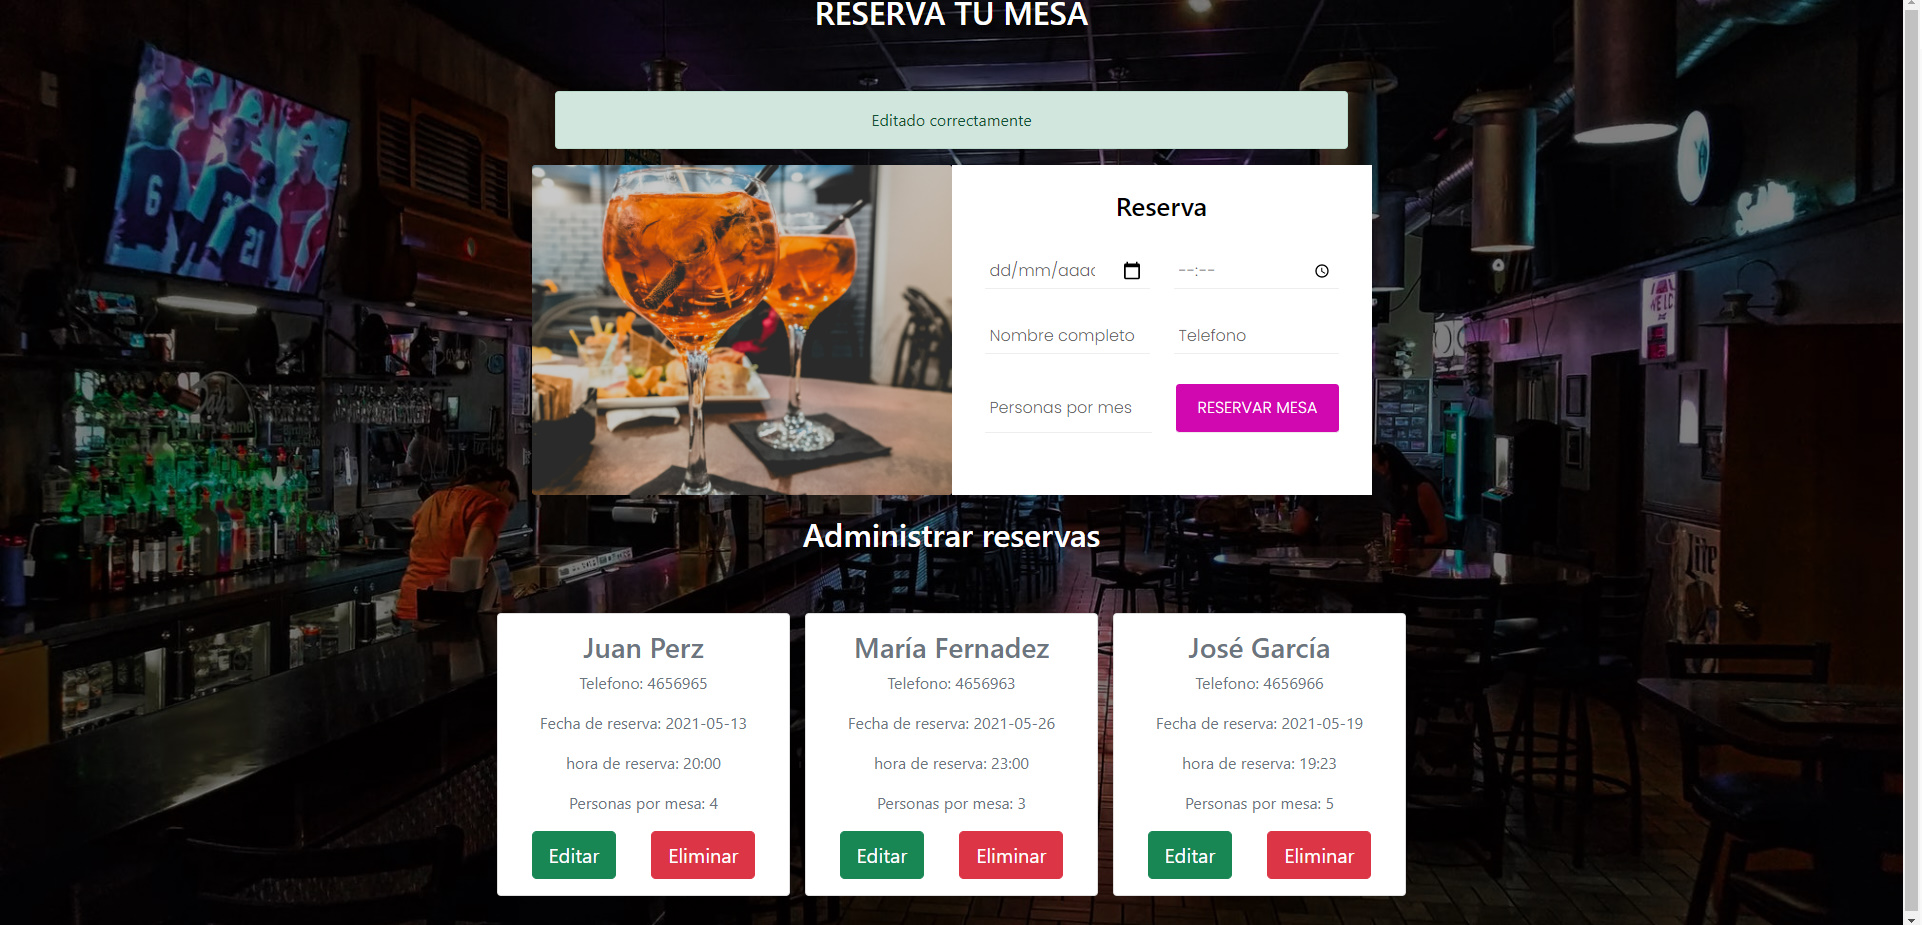 RESERVA TU MESA
Editado correctamente
Reserva
dd/mm/aaa
--:--
Nombre completo
Telefono
Personas por mes
RESERVAR MESA
Administrar reservas
Juan Perz
Telefono: 4656965
Fecha de reserva: 2021-05-13
hora de reserva: 20:00
Personas por mesa: 4
Editar
Eliminar
María Fernadez
Telefono: 4656963
Fecha de reserva: 2021-05-26
hora de reserva: 23:00
Personas por mesa: 3
Editar
Eliminar
José García
Telefono: 4656966
Fecha de reserva: 2021-05-19
hora de reserva: 19:23
Personas por mesa: 5
Editar
Eliminar
6
21
Lite